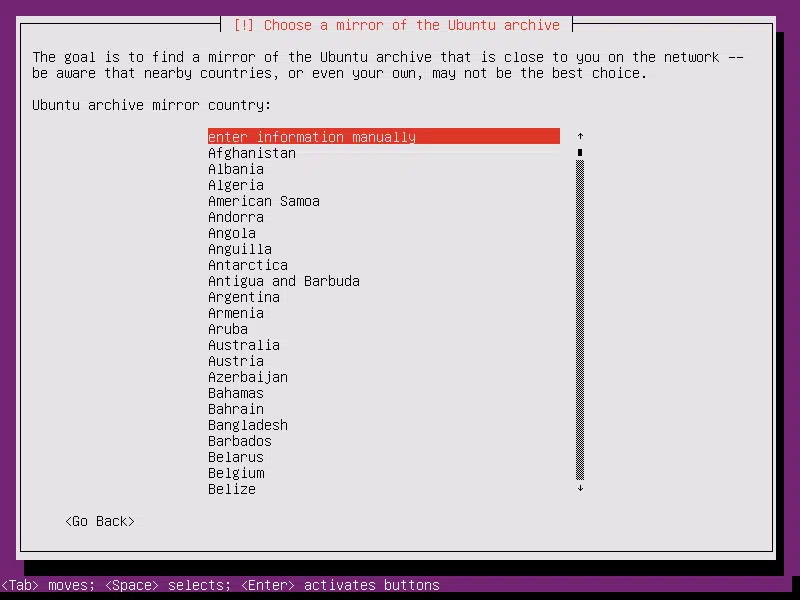 [!] Choose a mirror of the Ubuntu archive
The goal is to find a mirror of the Ubuntu archive that is close to you on the network --
be aware that nearby countries, or even your own, may not be the best choice.
Ubuntu archive mirror country:
enter information manually
Afghanistan
Albania
Algeria
American Samoa
Andorra
Angola
Anguilla
Antarctica
Antigua and Barbuda
Argentina
Armenia
Aruba
Australia
Austria
Azerbaijan
Bahamas
Bahrain
Bangladesh
Barbados
Belarus
Belgium
Belize
<Go Back>
<Tab> moves; <Space> selects; <Enter> activates buttons